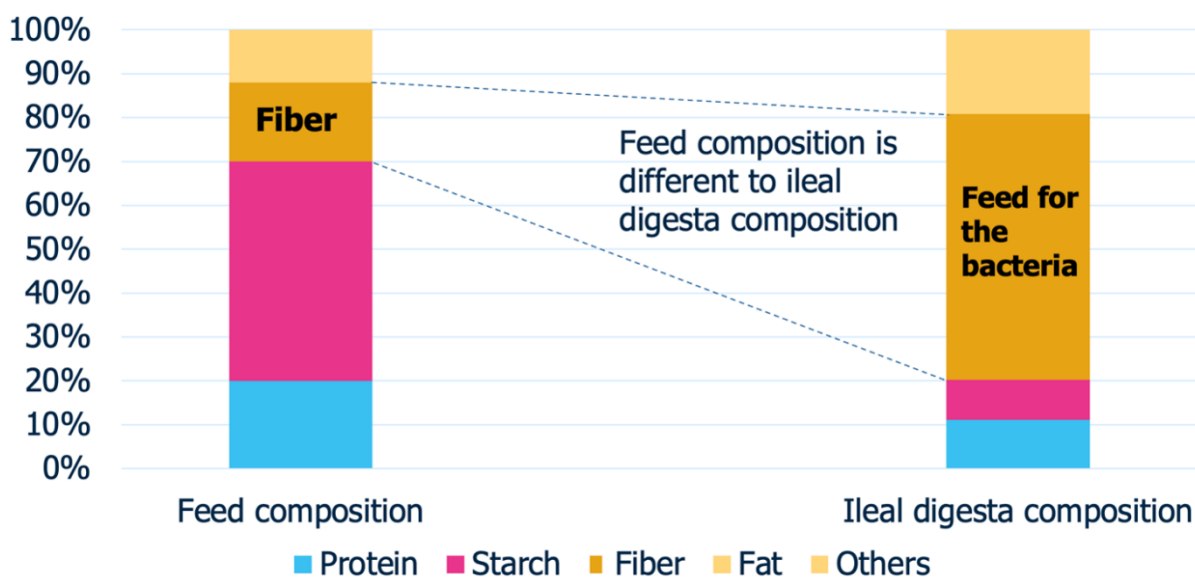 100%
90%
80%
70%
60%
50%
40%
30%
20%
10%
0%
Fiber
Feed composition is
different to ileal
digesta composition
Feed for
the
bacteria
Feed composition
Ileal digesta composition
Protein Starch Fiber Fat Others